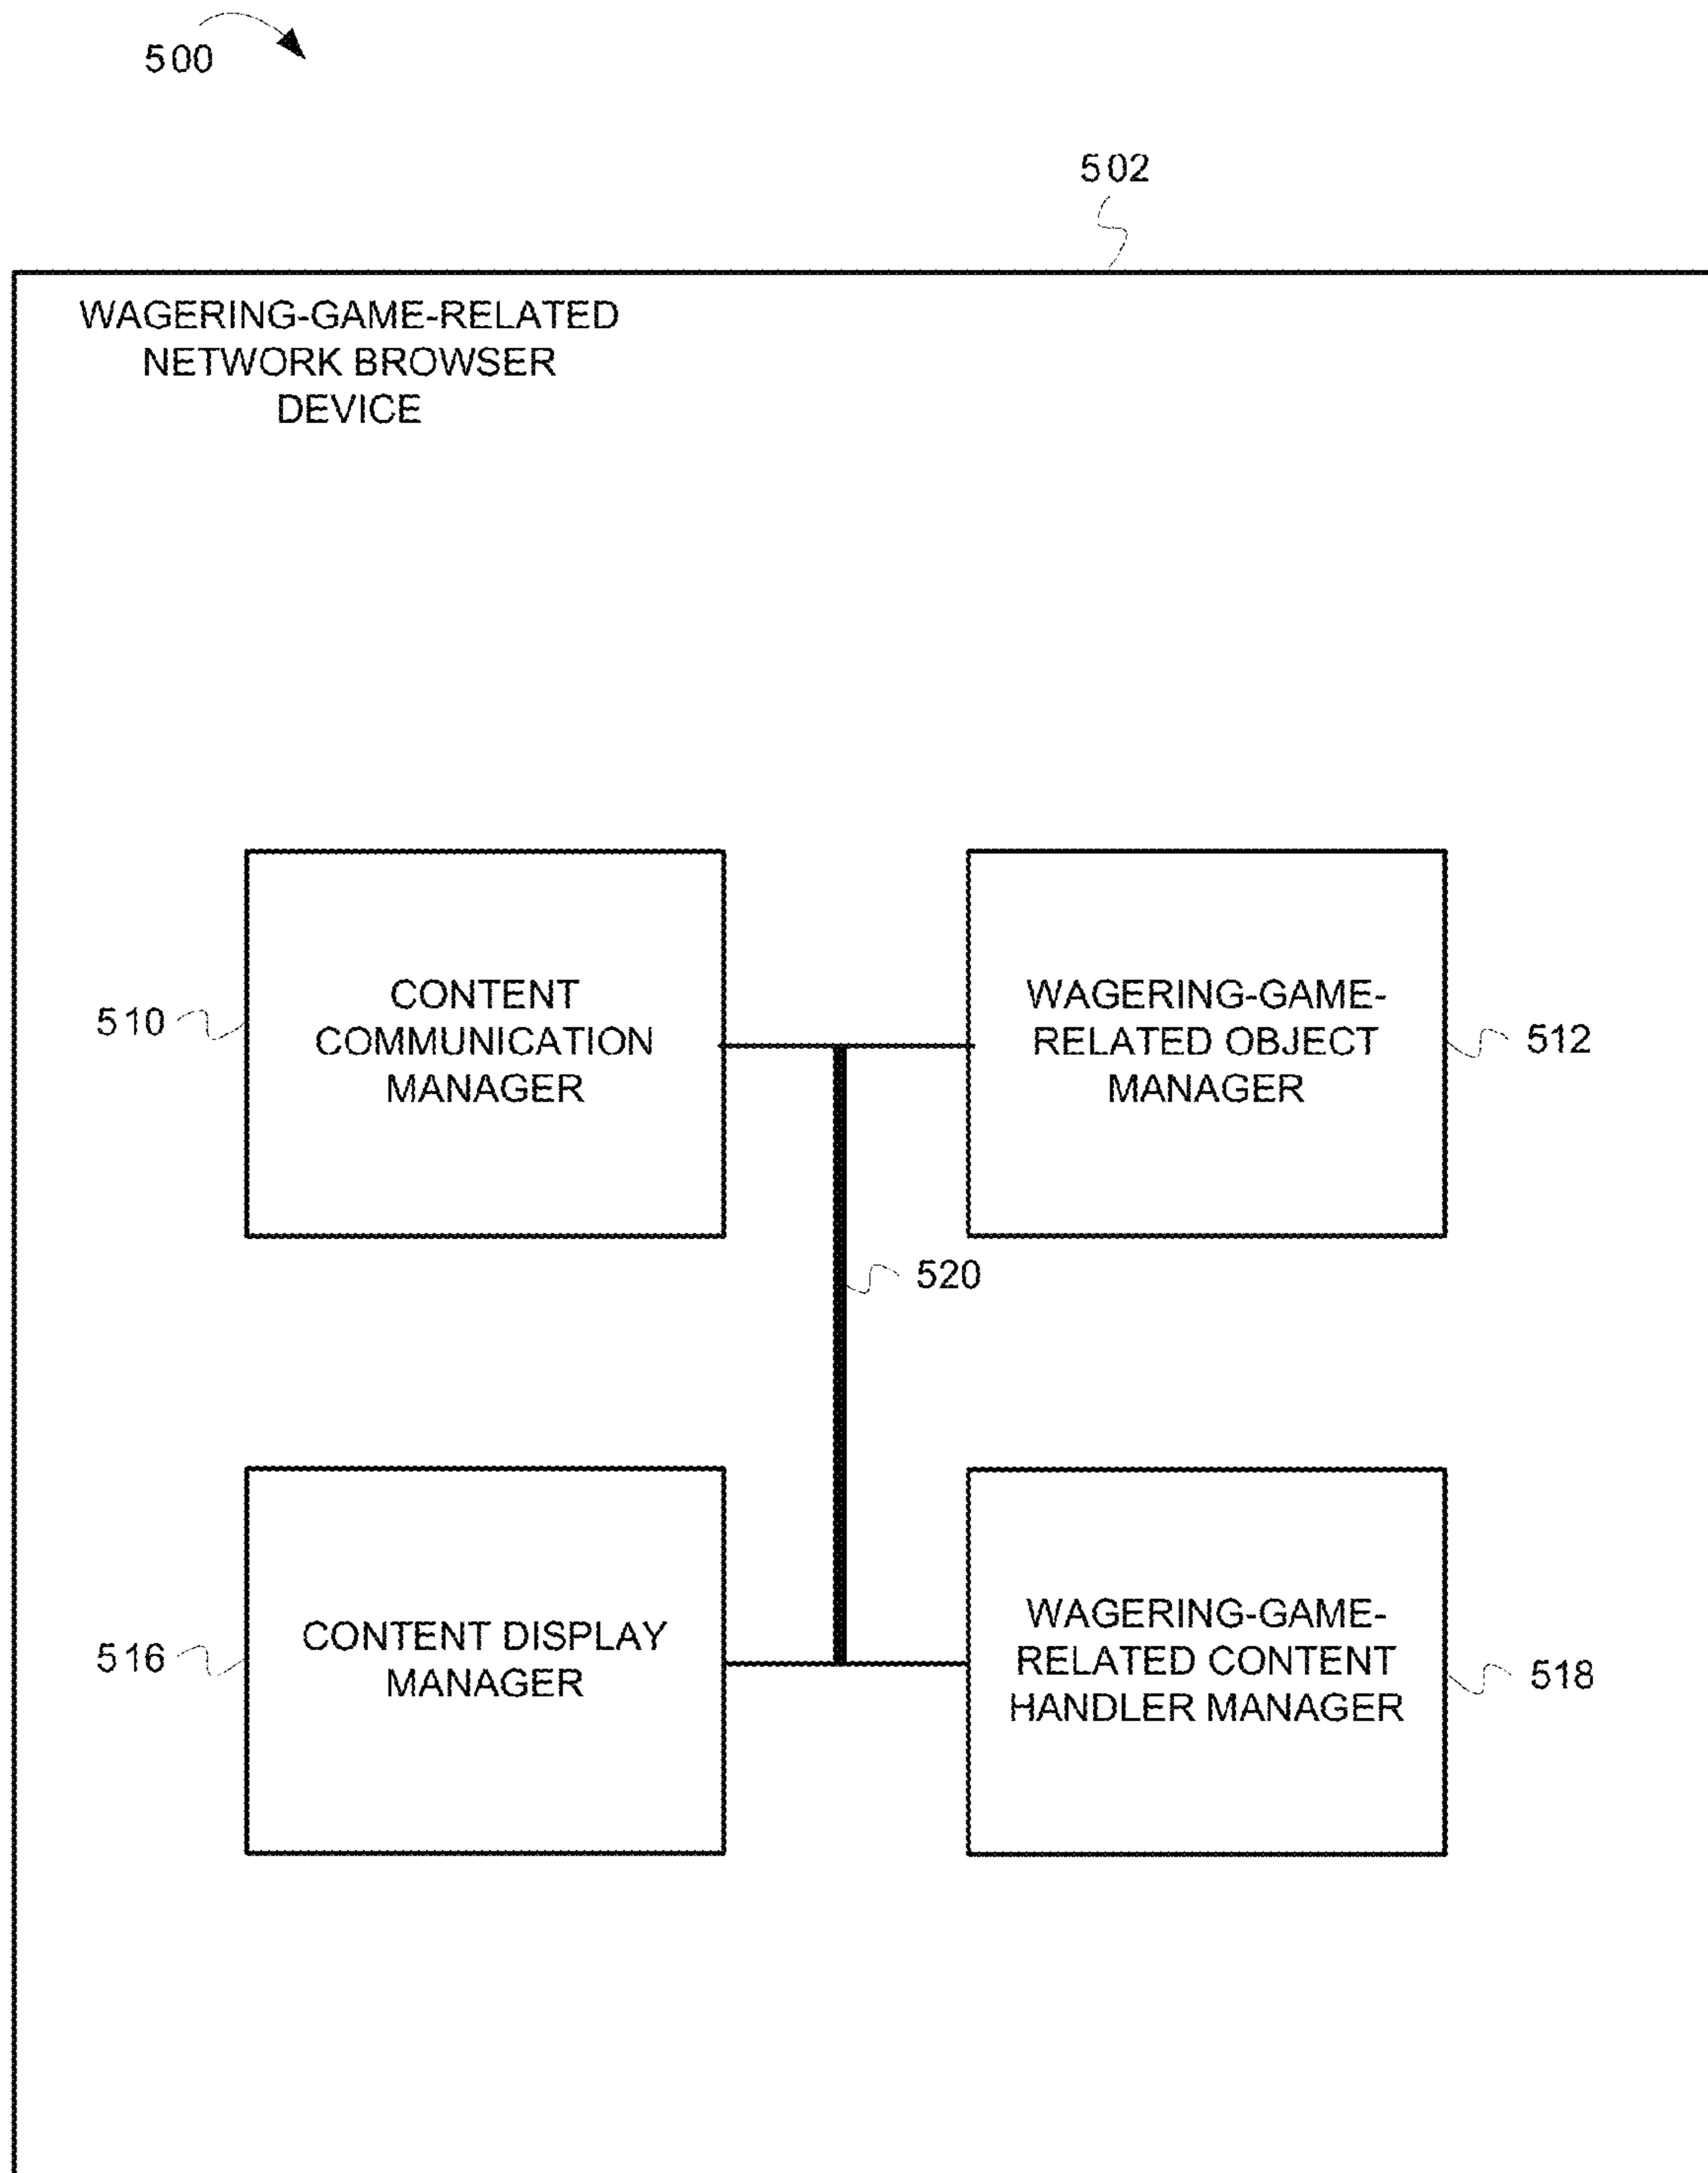 500
502
WAGERING-GAME-RELATED
NETWORK BROWSER
DEVICE
CONTENT
COMMUNICATION
MANAGER
510
WAGERING-GAME-
RELATED OBJECT
MANAGER
512
520
CONTENT DISPLAY
MANAGER
516
WAGERING-GAME-
RELATED CONTENT
HANDLER MANAGER
518